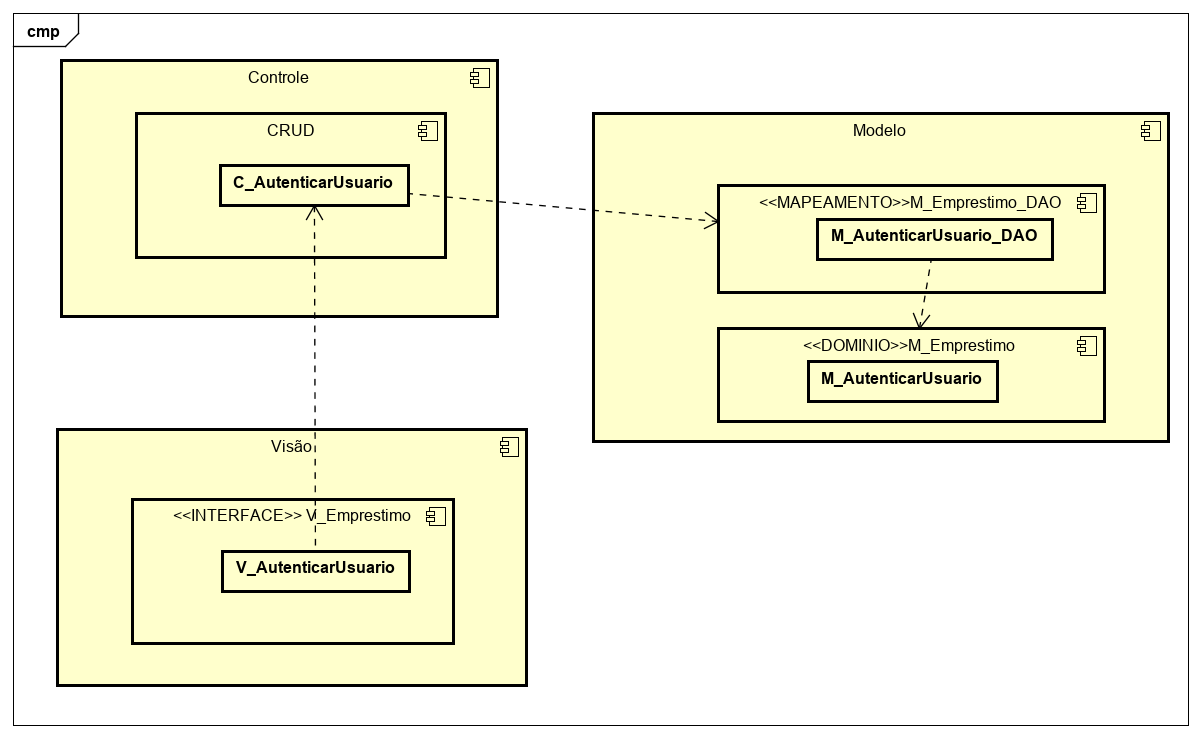 cmp
Controle
CRUD
C_AutenticarUsuario
Modelo
<<MAPEAMENTO>>M_Emprestimo_DAO
M_AutenticarUsuario_DAO
<<DOMINIO>>M_Emprestimo
M_AutenticarUsuario
Visão
<<INTERFACE>> V_Emprestimo
V_AutenticarUsuario